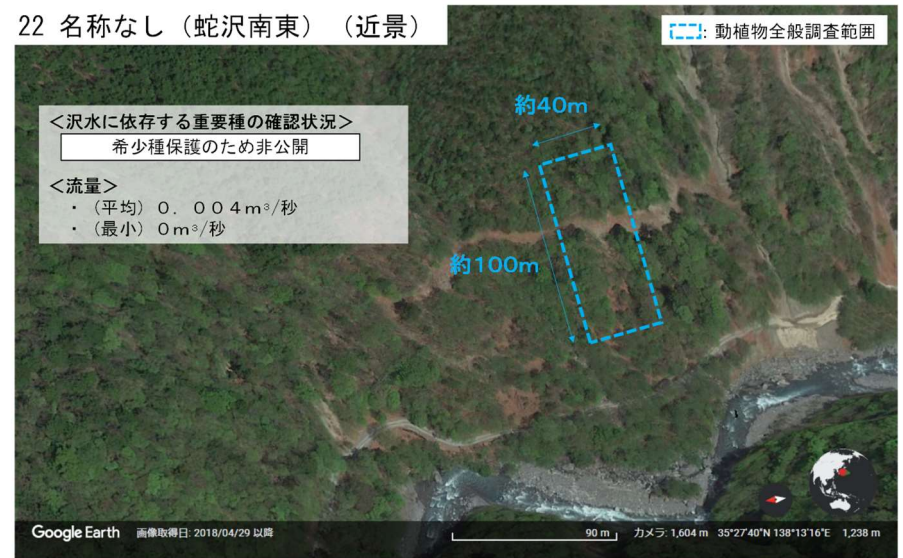 22 名称なし（蛇沢南東）（近景）
：動植物全般調査範囲
約40m
＜沢水に依存する重要種の確認状況＞
希少種保護のため非公開
＜流量＞
・（平均）０．００４ｍ³/秒
・（最小）０ｍ³/秒
約100m
Google Earth 画像取得日: 2018/04/29 以降 90 m カメラ: 1,604 m 35°27'40"N 138°13'16"E 1,238 m